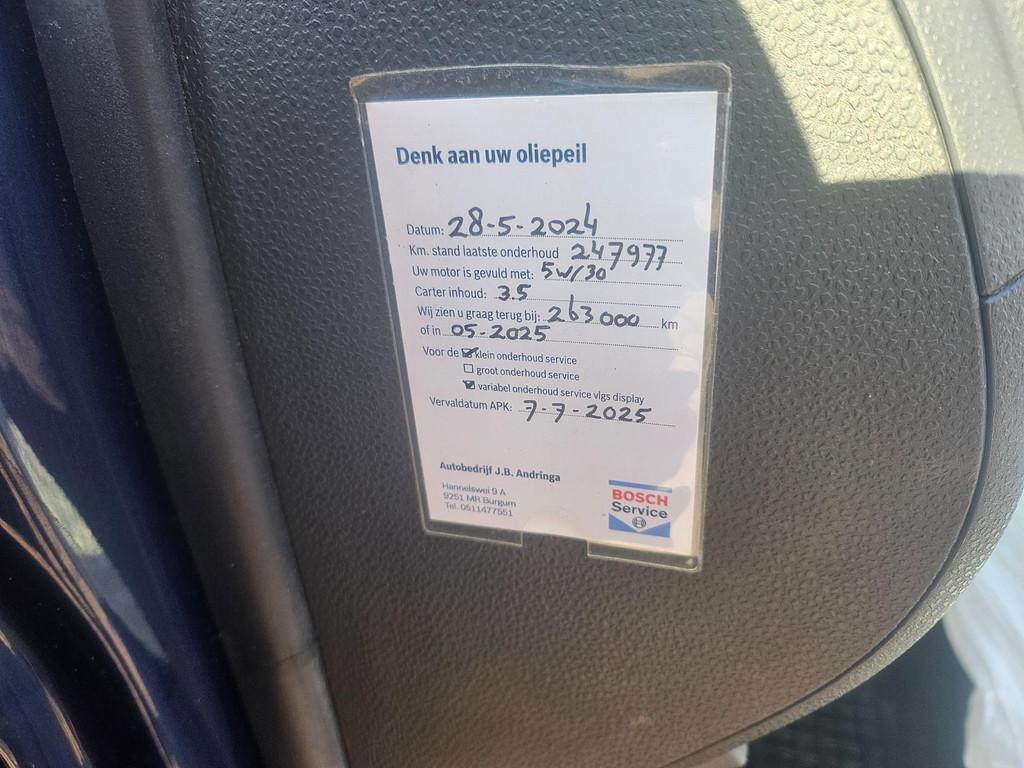 Denk aan uw oliepeil
Datum: 28-5-2024
Km. stand laatste onderhoud 247977
Uw motor is gevuld met: 5w/30
Carter inhoud: 3.5
Wij zien u graag terug bij: 263000 km
of in 05-2025
Voor de ☑ klein onderhoud service
☐ groot onderhoud service
☑ variabel onderhoud service vlgs display
Vervaldatum APK: 7-7-2025
Autobedrijf J.B. Andringa
Hannelswei 9 A
9251 MR Burgum
Tel. 0511477551
BOSCH
Service